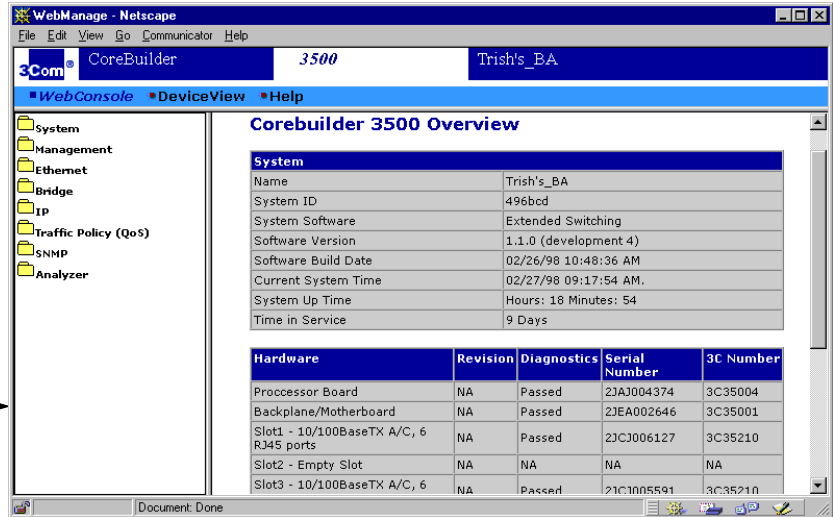 WebManage - Netscape
File Edit View Go Communicator Help
3Com® CoreBuilder 3500 Trish's_BA
WebConsole DeviceView Help
System
Management
Ethernet
Bridge
IP
Traffic Policy (QoS)
SNMP
Analyzer
Corebuilder 3500 Overview
System
Name Trish's_BA
System ID 496bcd
System Software Extended Switching
Software Version 1.1.0 (development 4)
Software Build Date 02/26/98 10:48:36 AM
Current System Time 02/27/98 09:17:54 AM.
System Up Time Hours: 18 Minutes: 54
Time in Service 9 Days
Hardware Revision Diagnostics Serial Number 3C Number
Proccessor Board NA Passed 2JAJ004374 3C35004
Backplane/Motherboard NA Passed 2JEA002646 3C35001
Slot1 - 10/100BaseTX A/C, 6
RJ45 ports NA Passed 2JCJ006127 3C35210
Slot2 - Empty Slot NA NA NA NA
Slot3 - 10/100BaseTX A/C, 6
NA Passed 2JCJ005591 3C35210
Document: Done